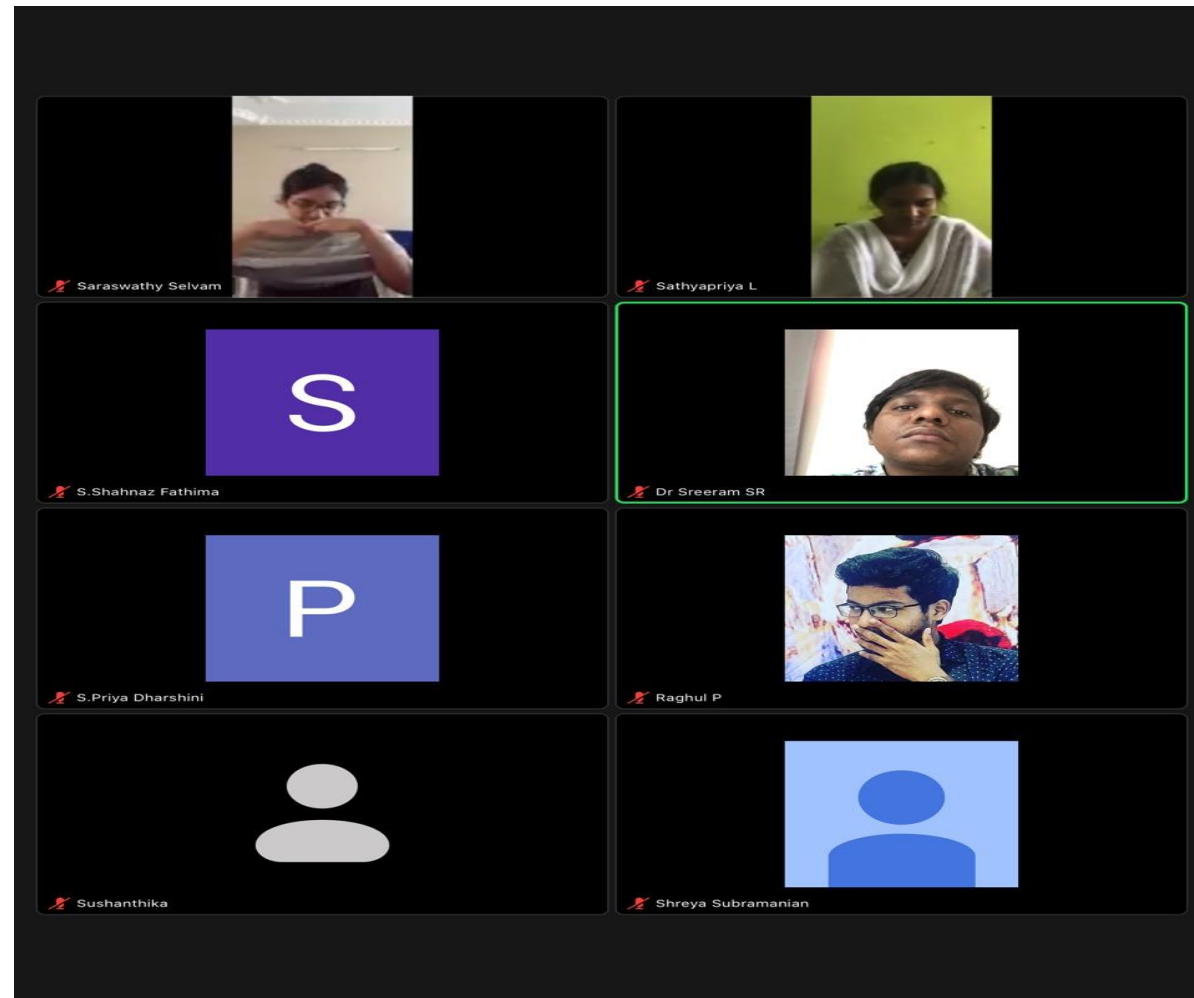 Saraswathy Selvam
Sathyapriya L
S
S.Shahnaz Fathima
Dr Sreeram SR
P
S.Priya Dharshini
Raghul P
Sushanthika
Shreya Subramanian